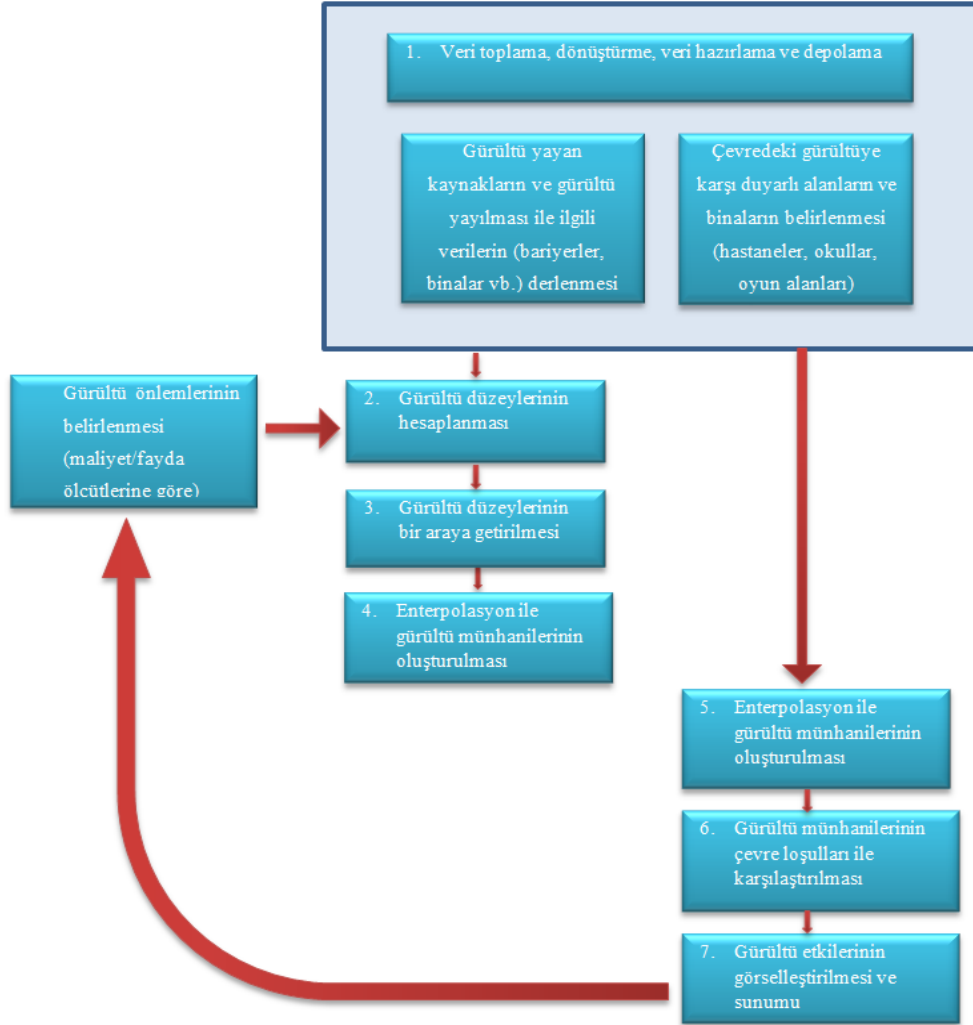 1. Veri toplama, dönüştürme, veri hazırlama ve depolama
Gürültü yayan
kaynakların ve gürültü
yayılması ile ilgili
verilerin (bariyerler,
binalar vb.) derlenmesi
Çevredeki gürültüye
karşı duyarlı alanların ve
binaların belirlenmesi
(hastaneler, okullar,
oyun alanları)
Gürültü önlemlerinin
belirlenmesi
(maliyet/fayda
ölçütlerine göre)
2. Gürültü düzeylerinin
hesaplanması
3. Gürültü düzeylerinin
bir araya getirilmesi
4. Enterpolasyon ile
gürültü münhanilerinin
oluşturulması
5. Enterpolasyon ile
gürültü münhanilerinin
oluşturulması
6. Gürültü münhanilerinin
çevre loşulları ile
karşılaştırılması
7. Gürültü etkilerinin
görselleştirilmesi ve
sunumu